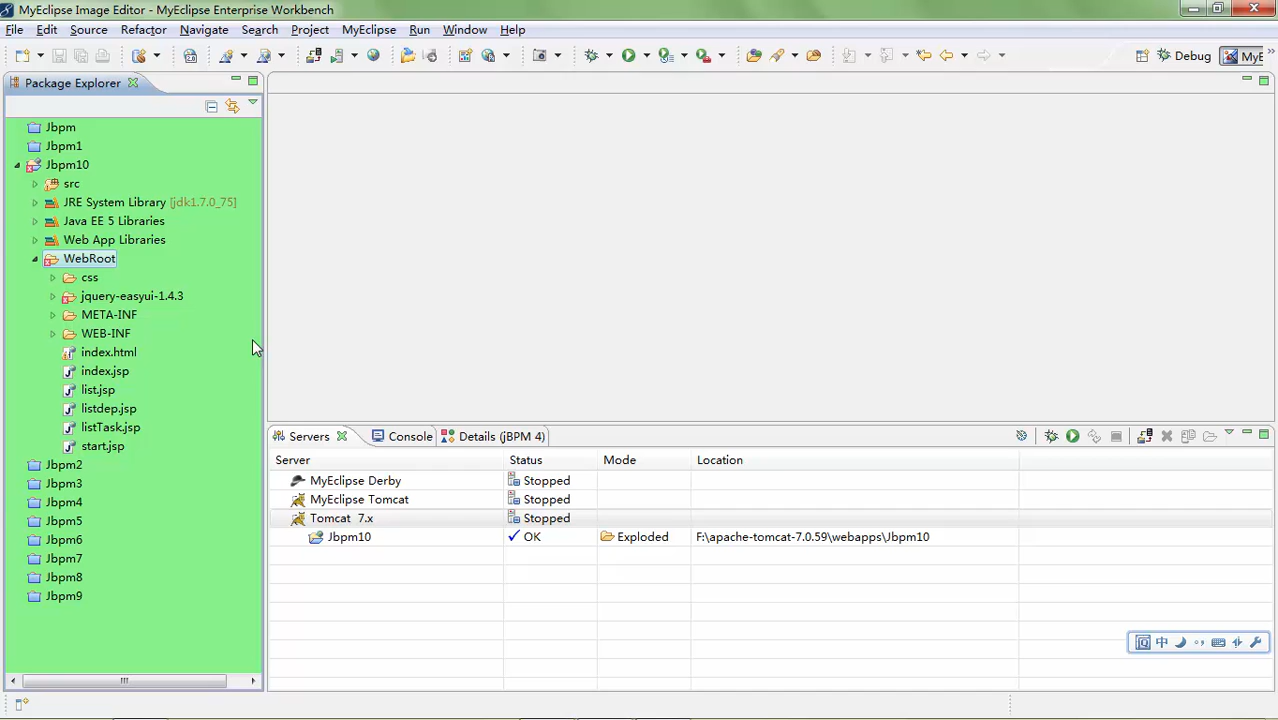 MyEclipse Image Editor - MyEclipse Enterprise Workbench
File Edit Source Refactor Navigate Search Project MyEclipse Run Window Help
Debug MyE
Package Explorer
Jbpm
Jbpm1
Jbpm10
src
JRE System Library [jdk1.7.0_75]
Java EE 5 Libraries
Web App Libraries
WebRoot
css
jquery-easyui-1.4.3
META-INF
WEB-INF
index.html
index.jsp
list.jsp
listdep.jsp
listTask.jsp
start.jsp
Jbpm2
Jbpm3
Jbpm4
Jbpm5
Jbpm6
Jbpm7
Jbpm8
Jbpm9
Servers Console Details (jBPM 4)
Server Status Mode Location
MyEclipse Derby Stopped
MyEclipse Tomcat Stopped
Tomcat 7.x Stopped
Jbpm10 OK Exploded F:\apache-tomcat-7.0.59\webapps\Jbpm10
中